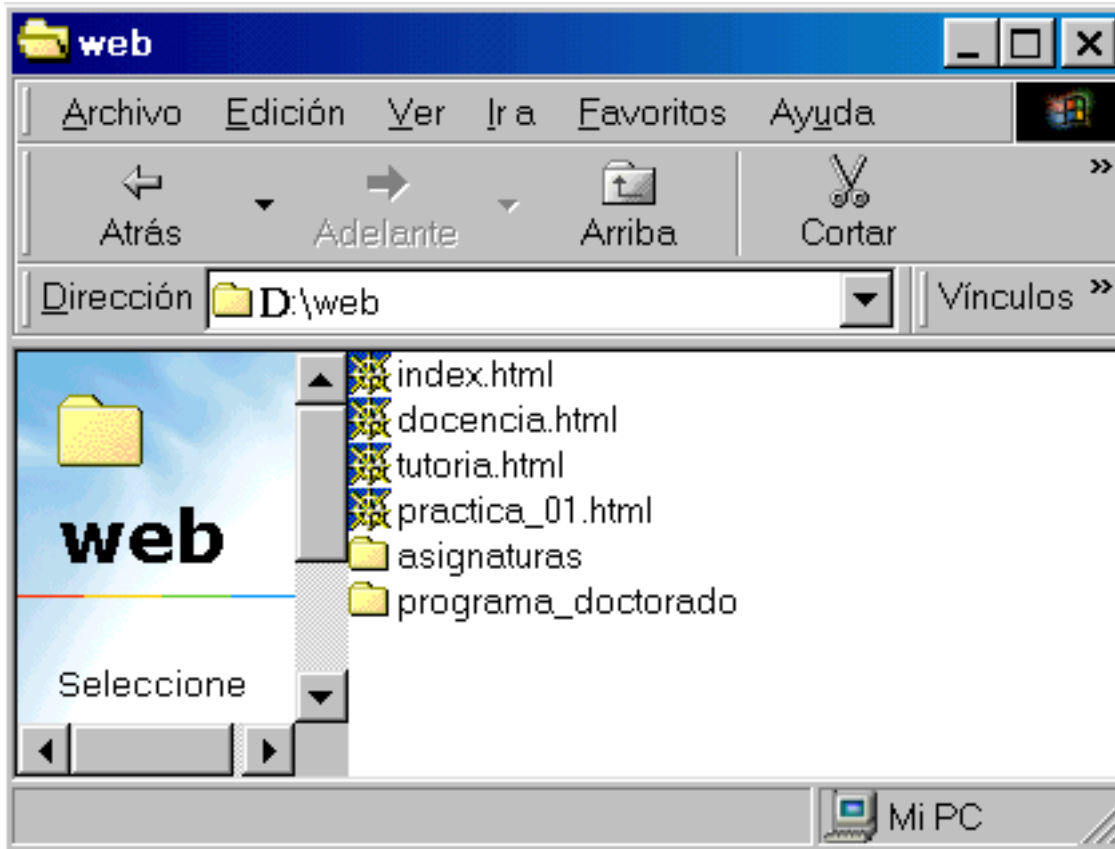 web
Archivo Edición Ver Ir a Favoritos Ayuda
»
Atrás Adelante Arriba Cortar
Dirección D:\web Vínculos »
index.html
docencia.html
tutoria.html
practica_01.html
asignaturas
programa_doctorado
web
Seleccione
Mi PC